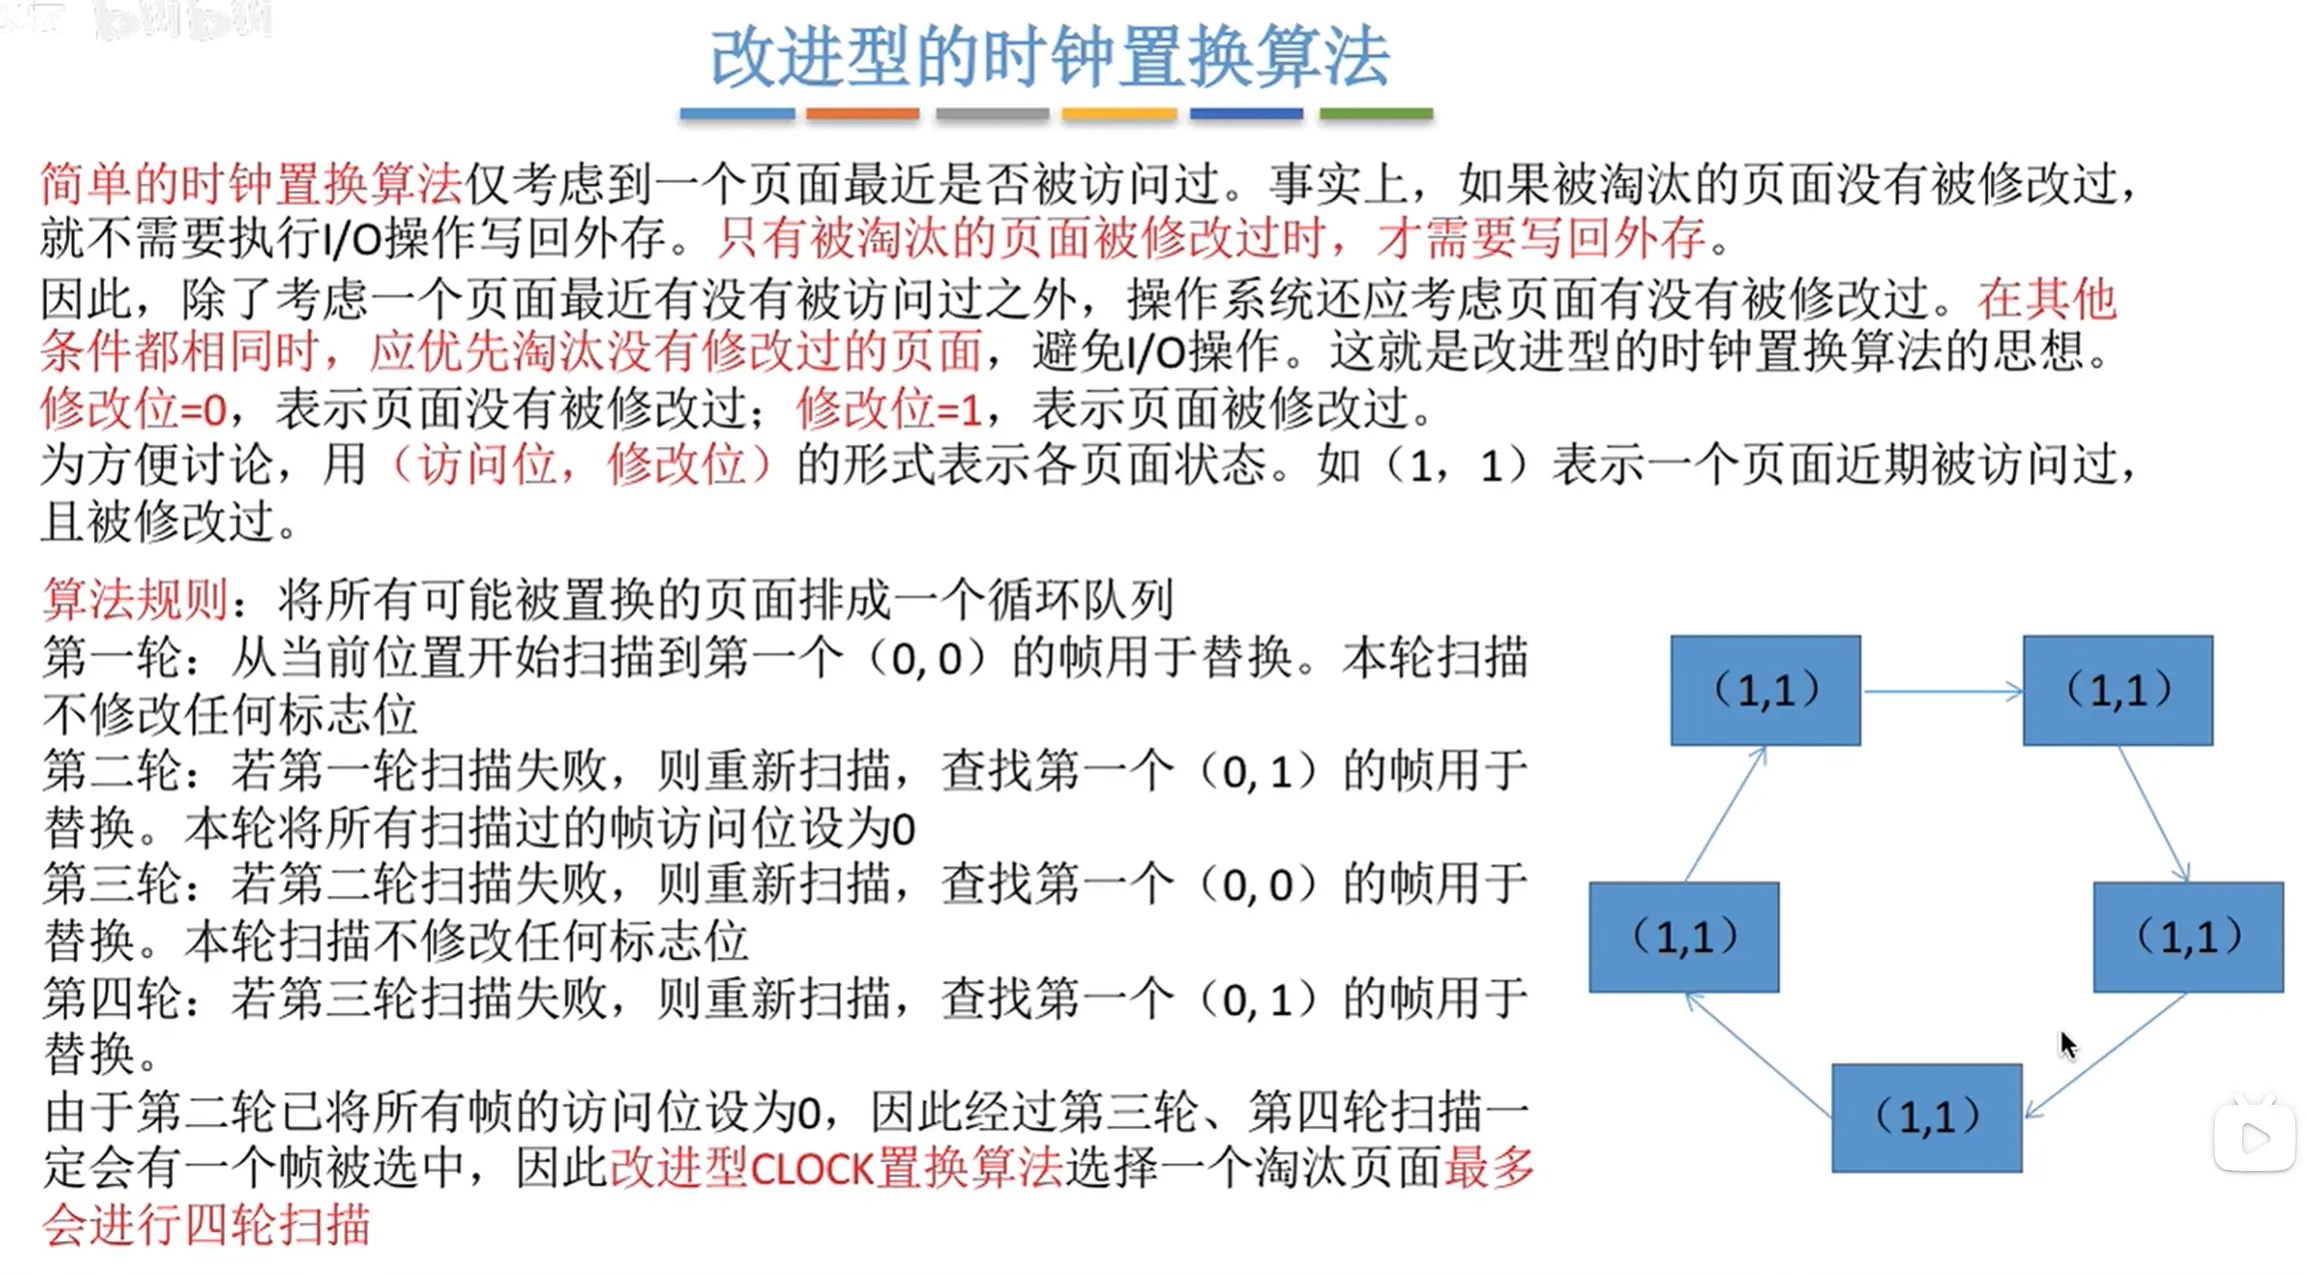 bilibili
改进型的时钟置换算法
简单的时钟置换算法仅考虑到一个页面最近是否被访问过。事实上，如果被淘汰的页面没有被修改过，
就不需要执行I/O操作写回外存。只有被淘汰的页面被修改过时，才需要写回外存。
因此，除了考虑一个页面最近有没有被访问过之外，操作系统还应考虑页面有没有被修改过。在其他
条件都相同时，应优先淘汰没有修改过的页面，避免I/O操作。这就是改进型的时钟置换算法的思想。
修改位=0，表示页面没有被修改过；修改位=1，表示页面被修改过。
为方便讨论，用（访问位，修改位）的形式表示各页面状态。如（1，1）表示一个页面近期被访问过，
且被修改过。
算法规则：将所有可能被置换的页面排成一个循环队列
第一轮：从当前位置开始扫描到第一个（0, 0）的帧用于替换。本轮扫描
不修改任何标志位
第二轮：若第一轮扫描失败，则重新扫描，查找第一个（0, 1）的帧用于
替换。本轮将所有扫描过的帧访问位设为0
第三轮：若第二轮扫描失败，则重新扫描，查找第一个（0, 0）的帧用于
替换。本轮扫描不修改任何标志位
第四轮：若第三轮扫描失败，则重新扫描，查找第一个（0, 1）的帧用于
替换。
由于第二轮已将所有帧的访问位设为0，因此经过第三轮、第四轮扫描一
定会有一个帧被选中，因此改进型CLOCK置换算法选择一个淘汰页面最多
会进行四轮扫描
（1,1）
（1,1）
（1,1）
（1,1）
（1,1）